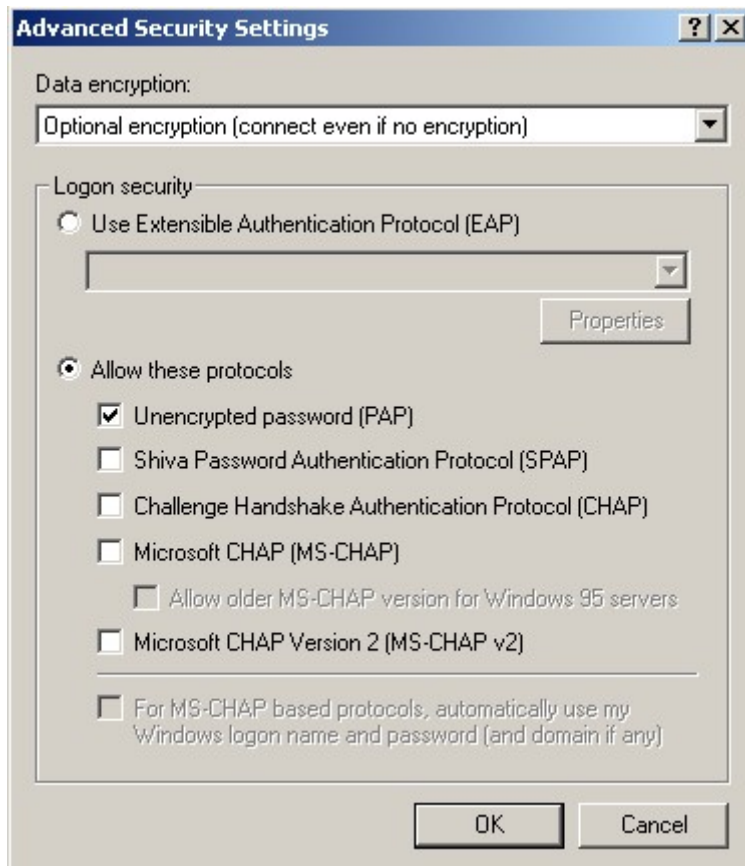 Advanced Security Settings
Data encryption:
Optional encryption (connect even if no encryption)
Logon security
Use Extensible Authentication Protocol (EAP)
Properties
Allow these protocols
Unencrypted password (PAP)
Shiva Password Authentication Protocol (SPAP)
Challenge Handshake Authentication Protocol (CHAP)
Microsoft CHAP (MS-CHAP)
Allow older MS-CHAP version for Windows 95 servers
Microsoft CHAP Version 2 (MS-CHAP v2)
For MS-CHAP based protocols, automatically use my
Windows logon name and password (and domain if any)
OK Cancel